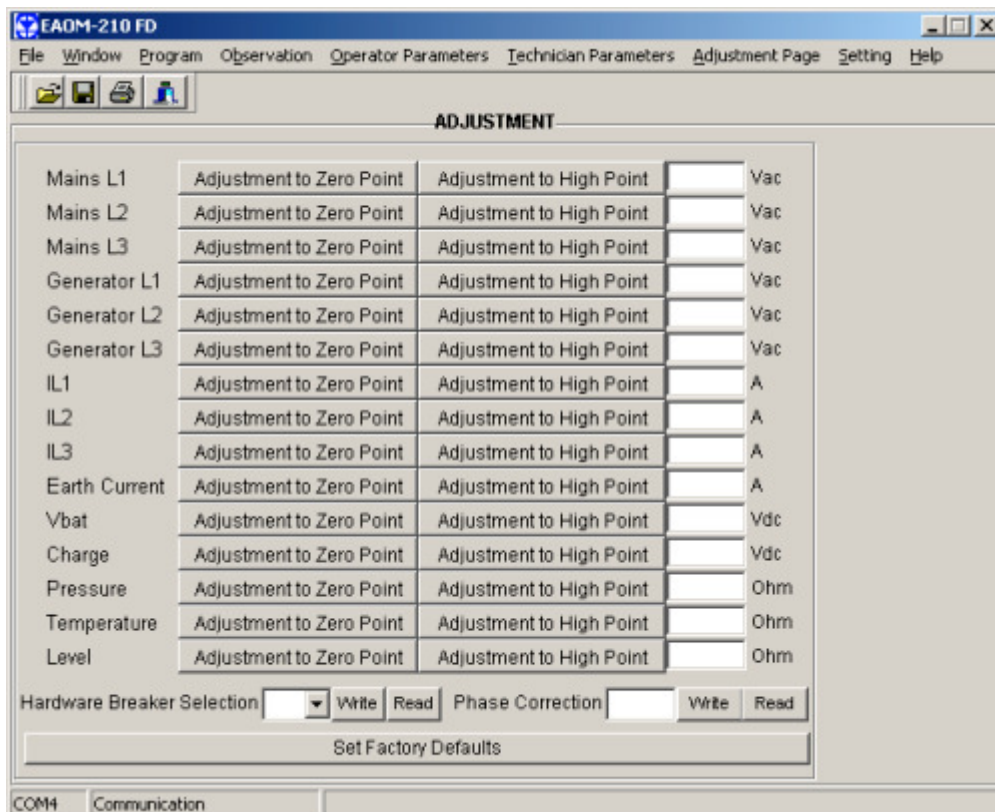 EAOM-210 FD
File Window Program Observation Operator Parameters Technician Parameters Adjustment Page Setting Help
ADJUSTMENT
Mains L1 Adjustment to Zero Point Adjustment to High Point Vac
Mains L2 Adjustment to Zero Point Adjustment to High Point Vac
Mains L3 Adjustment to Zero Point Adjustment to High Point Vac
Generator L1 Adjustment to Zero Point Adjustment to High Point Vac
Generator L2 Adjustment to Zero Point Adjustment to High Point Vac
Generator L3 Adjustment to Zero Point Adjustment to High Point Vac
IL1 Adjustment to Zero Point Adjustment to High Point A
IL2 Adjustment to Zero Point Adjustment to High Point A
IL3 Adjustment to Zero Point Adjustment to High Point A
Earth Current Adjustment to Zero Point Adjustment to High Point A
Vbat Adjustment to Zero Point Adjustment to High Point Vdc
Charge Adjustment to Zero Point Adjustment to High Point Vdc
Pressure Adjustment to Zero Point Adjustment to High Point Ohm
Temperature Adjustment to Zero Point Adjustment to High Point Ohm
Level Adjustment to Zero Point Adjustment to High Point Ohm
Hardware Breaker Selection Write Read Phase Correction Write Read
Set Factory Defaults
COM4 Communication